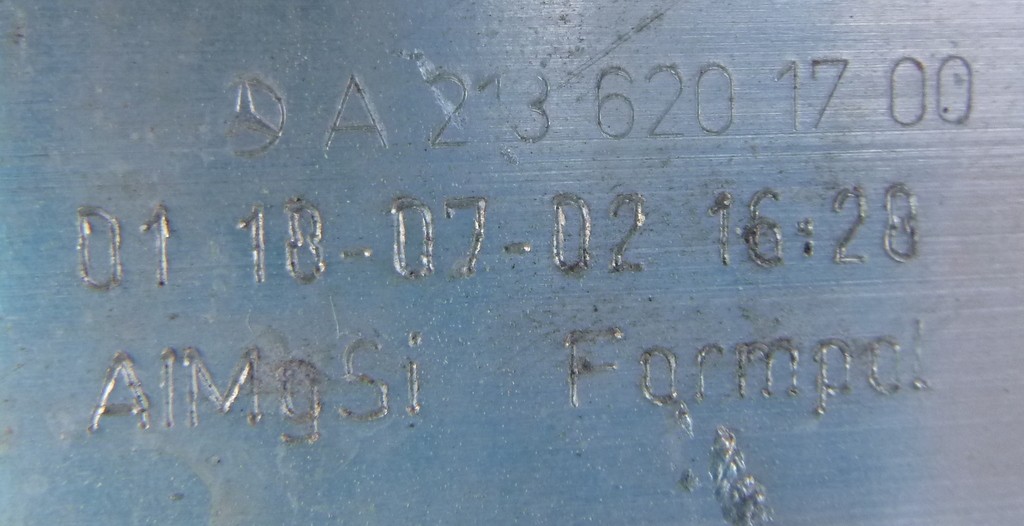 A 213 620 17 00
01 18-07-02 16:28
AlMgSi Formpol